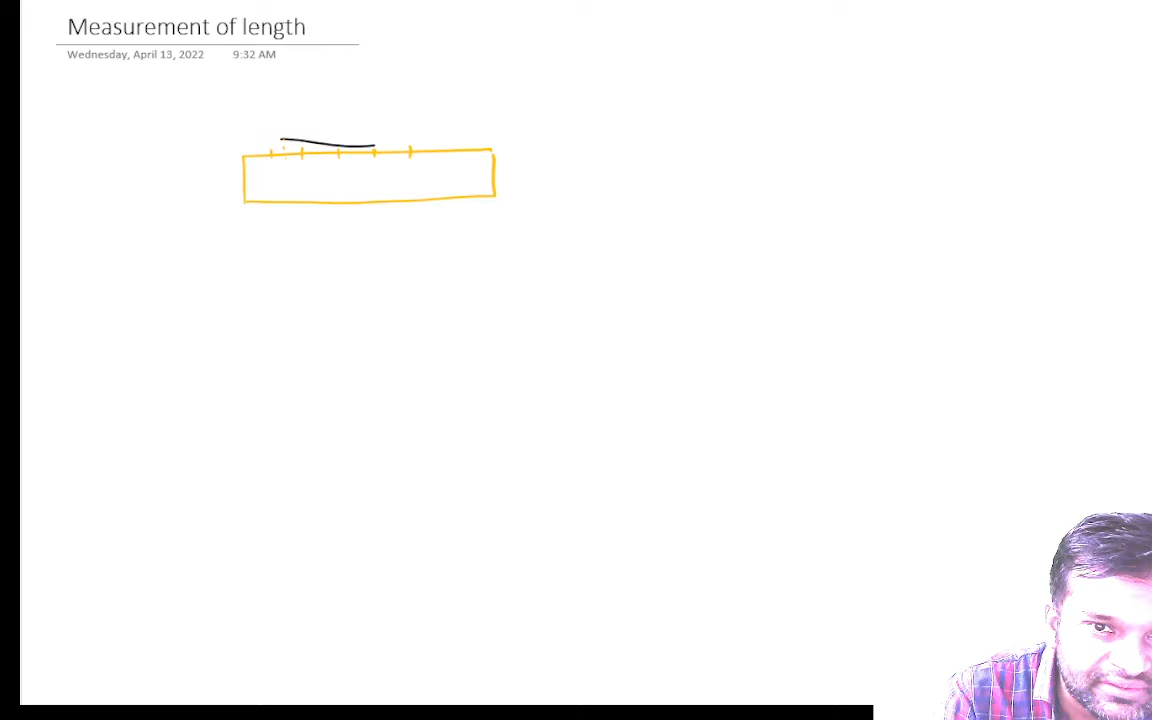 Measurement of length
Wednesday, April 13, 2022 9:32 AM